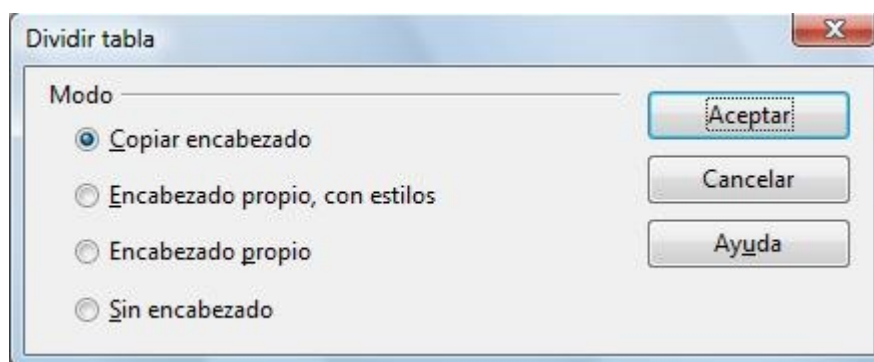 Dividir tabla
Modo
Copiar encabezado
Encabezado propio, con estilos
Encabezado propio
Sin encabezado
Aceptar
Cancelar
Ayuda